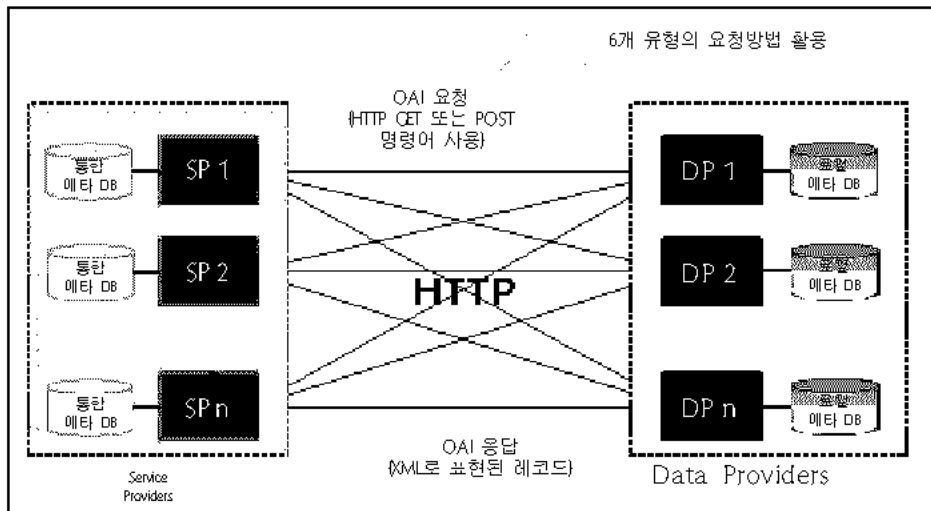 6개 유형의 요청방법 활용
OAI 요청
(HTTP GET 또는 POST
명령어 사용)
통합
메타 DB
SP 1
DP 1
메타 DB
통합
메타 DB
SP 2
DP 2
메타 DB
HTTP
통합
메타 DB
SP n
DP n
메타 DB
OAI 응답
(XML로 표현된 레코드)
Service
Providers
Data Providers